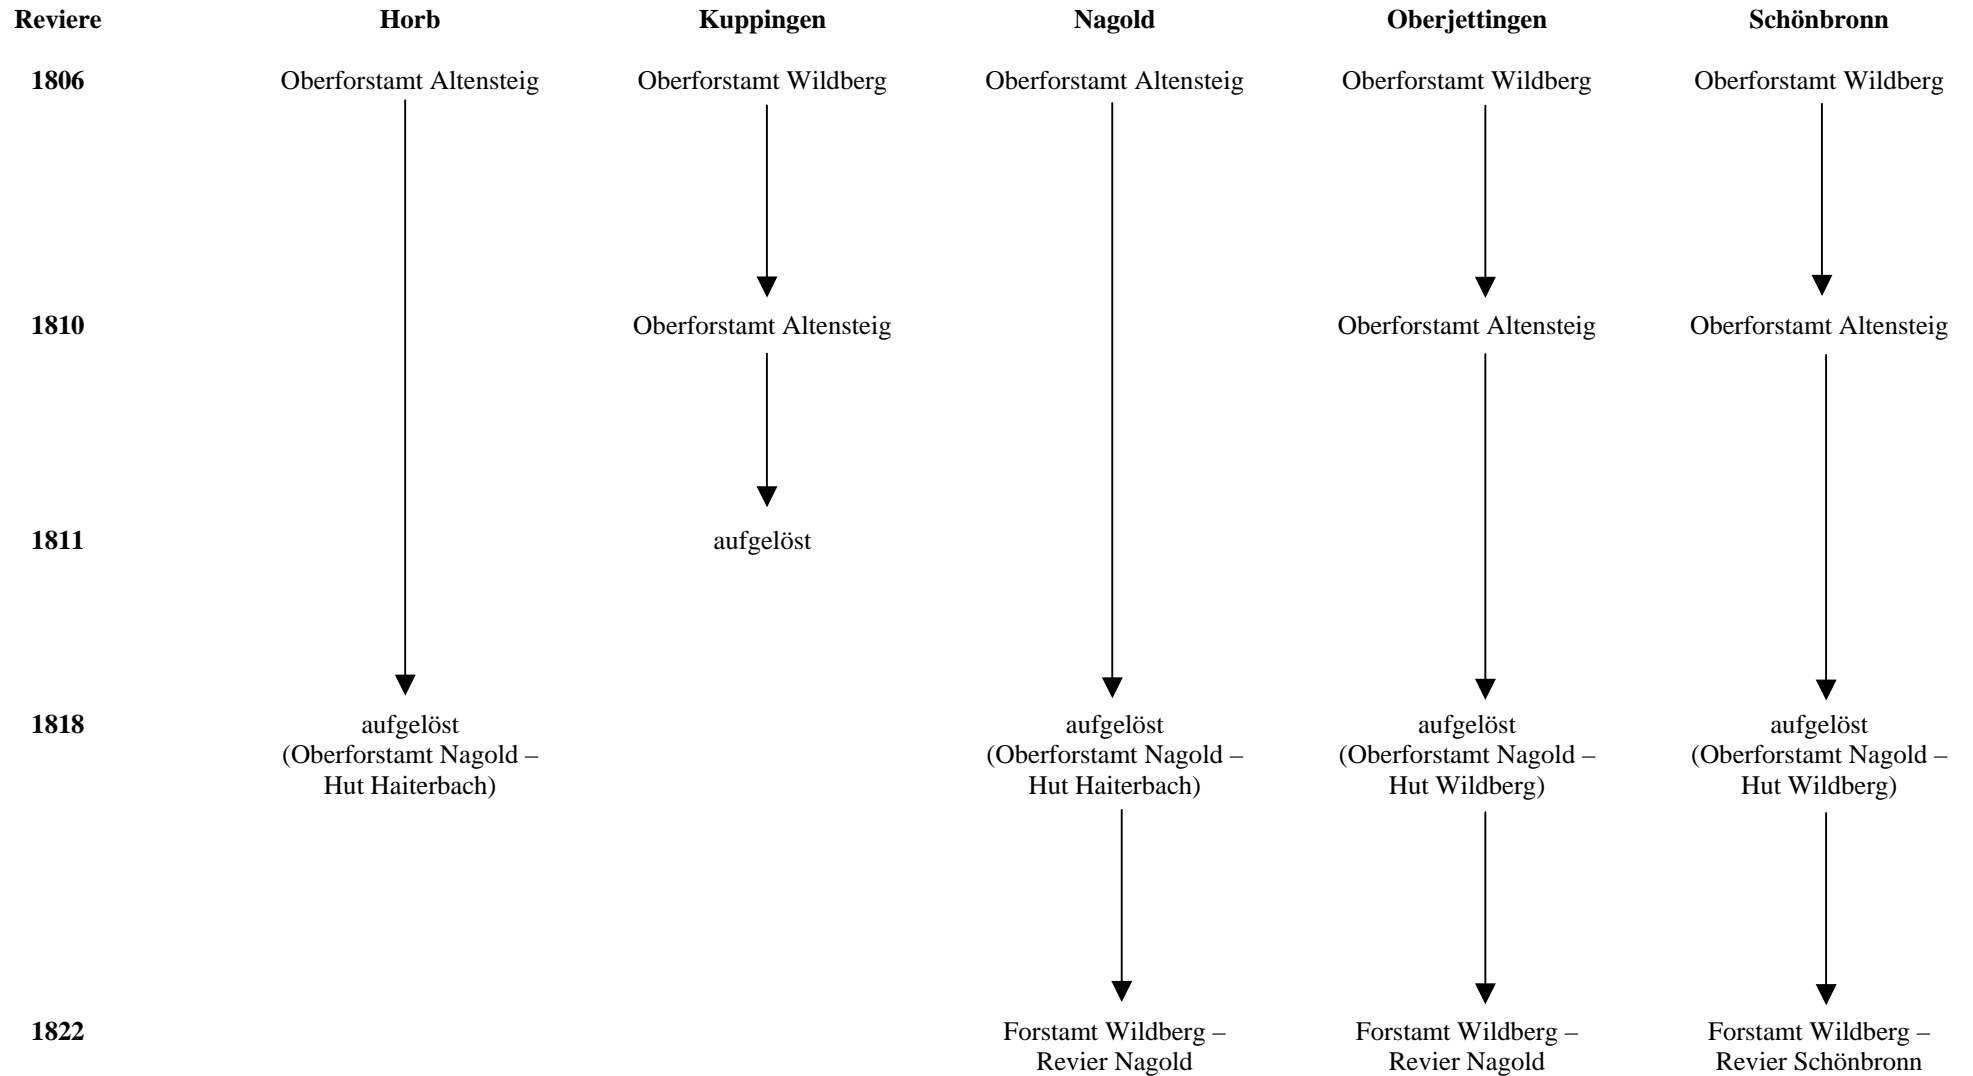 Reviere Horb Kuppingen Nagold Oberjettingen Schönbronn
1806 Oberforstamt Altensteig Oberforstamt Wildberg Oberforstamt Altensteig Oberforstamt Wildberg Oberforstamt Wildberg
1810 Oberforstamt Altensteig Oberforstamt Altensteig Oberforstamt Altensteig
1811 aufgelöst
1818 aufgelöst aufgelöst aufgelöst aufgelöst
(Oberforstamt Nagold – (Oberforstamt Nagold – (Oberforstamt Nagold – (Oberforstamt Nagold –
Hut Haiterbach) Hut Haiterbach) Hut Wildberg) Hut Wildberg)
1822 Forstamt Wildberg – Forstamt Wildberg – Forstamt Wildberg –
Revier Nagold Revier Nagold Revier Schönbronn